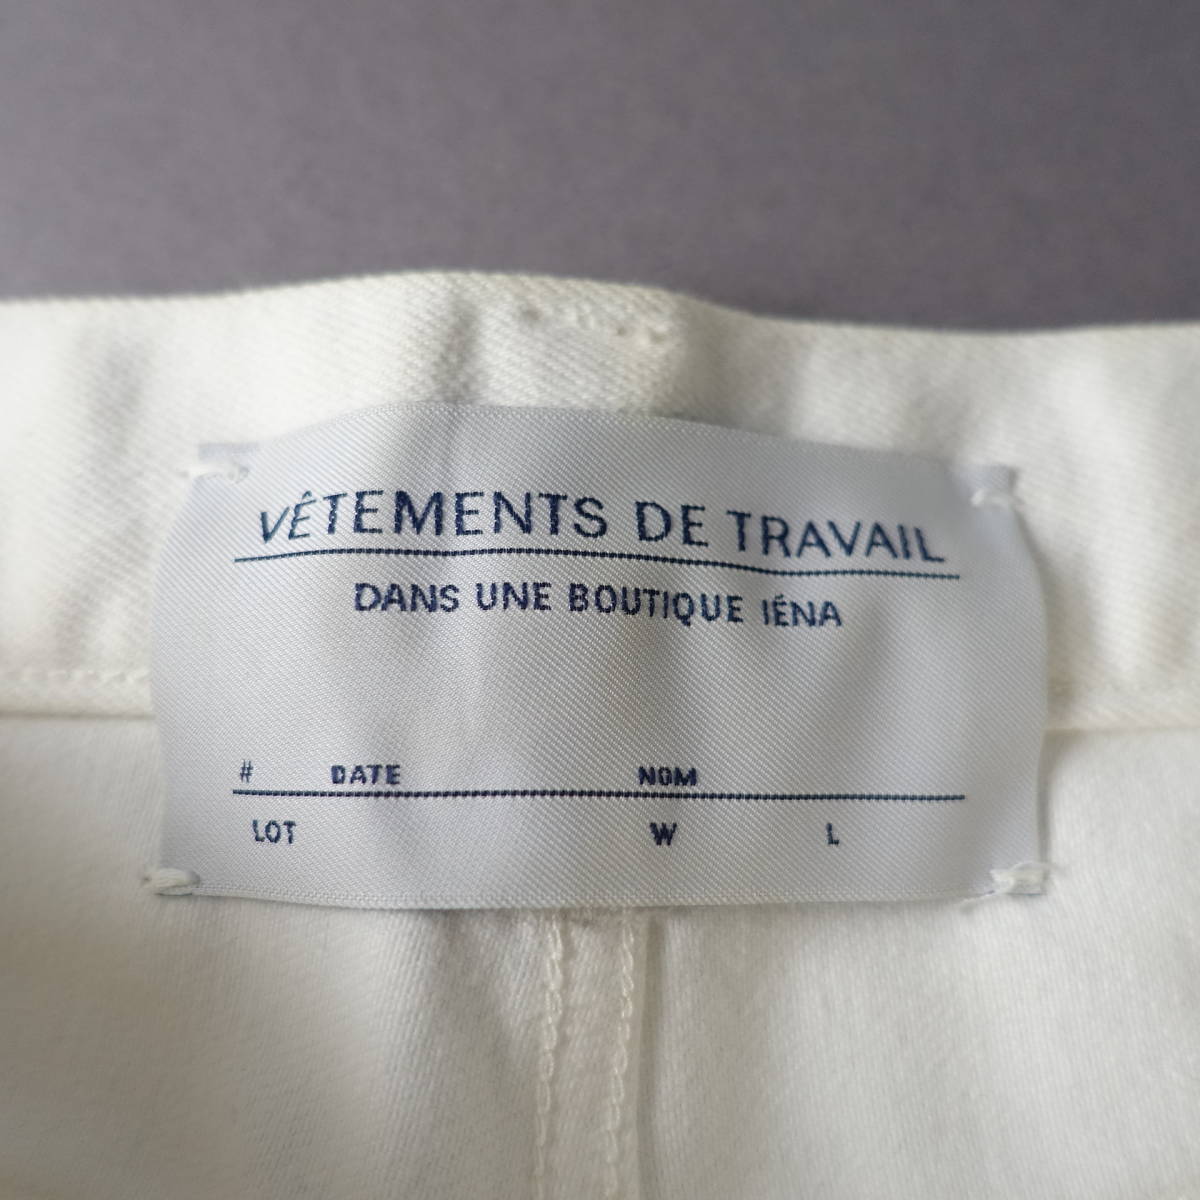 VÊTEMENTS DE TRAVAIL
DANS UNE BOUTIQUE IÉNA
# DATE NOM
LOT W L